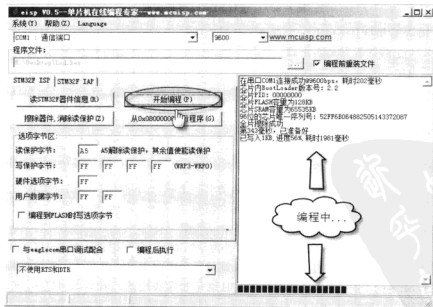 eisp V0.5--单片机在线编程专家--www.mcuisp.com
系统(T) 帮助(Z) Language
COM1 : 通信端口 9600 www.mcuisp.com
程序文件:
编程前重装文件
STM32F ISP STM32F IAP
读STM32F器件信息(R) 开始编程(P)
擦除器件,消除读保护(Z) 从0x08000000 程序(G)
选项字节区:
读保护字节: A5 A5解除读保护，其余值使能读保护
写保护字节: FF FF FF FF (WRP3-WRP0)
硬件选项字节: FF
用户数据字节: FF FF
编程到FLASH时写选项字节
与eaglecom串口调试配合 编程后执行
不使用RTS和DTR
在串口COM1连接成功@9600bps, 耗时202毫秒
芯片内BootLoader版本号: 2.2
芯片PID: 00000000
芯片FLASH容量为128KB
芯片SRAM容量为65535KB
96位的芯片唯一序列号: 52FF6B064882505143372087
全片擦除成功
第343毫秒, 已准备好
已写入1KB, 进度56%, 耗时1981毫秒
编程中...